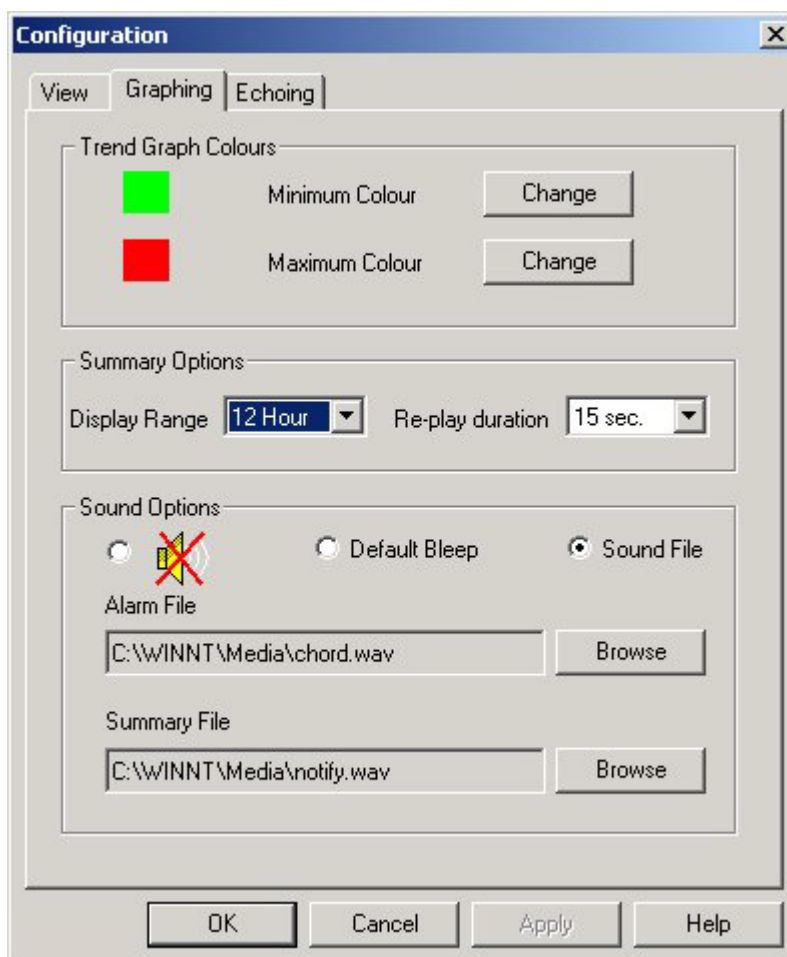 Configuration
View Graphing Echoing
Trend Graph Colours
Minimum Colour Change
Maximum Colour Change
Summary Options
Display Range 12 Hour Re-play duration 15 sec.
Sound Options
Default Bleep Sound File
Alarm File
C:\WINNT\Media\chord.wav Browse
Summary File
C:\WINNT\Media\notify.wav Browse
OK Cancel Apply Help